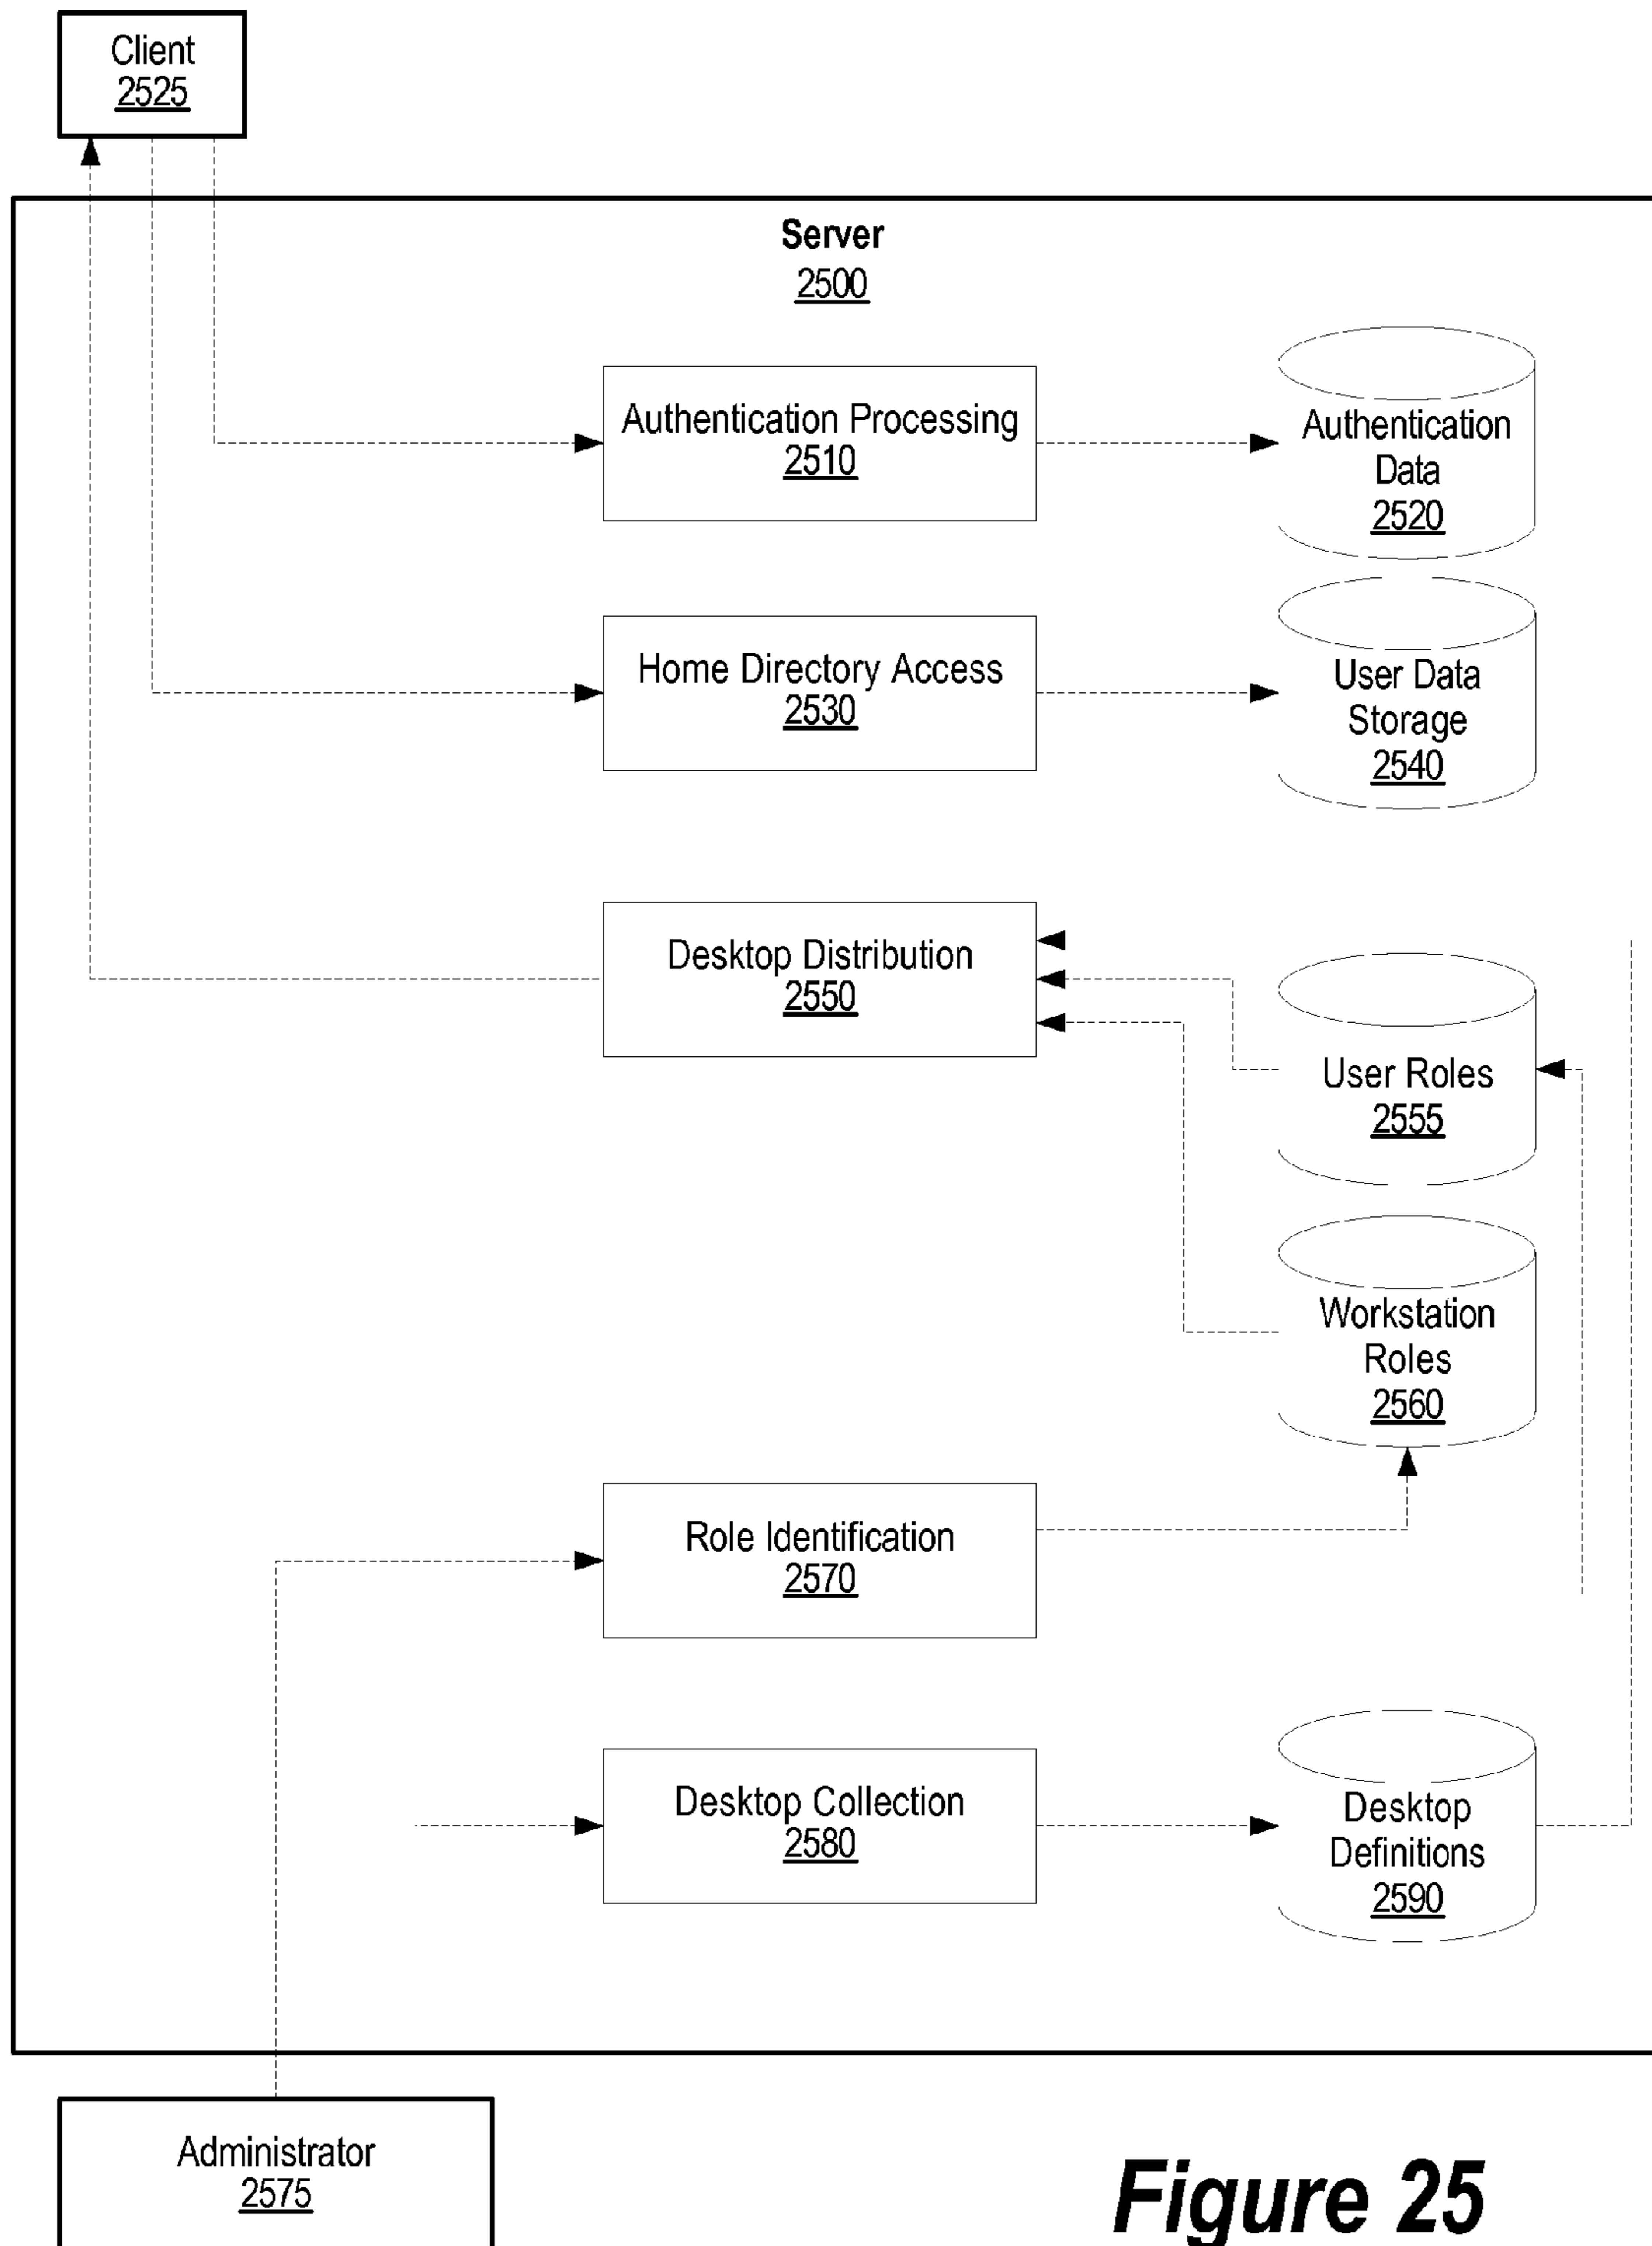 Client
2525
Server
2500
Authentication Processing
2510
Authentication
Data
2520
Home Directory Access
2530
User Data
Storage
2540
Desktop Distribution
2550
User Roles
2555
Workstation
Roles
2560
Role Identification
2570
Desktop Collection
2580
Desktop
Definitions
2590
Administrator
2575
Figure 25